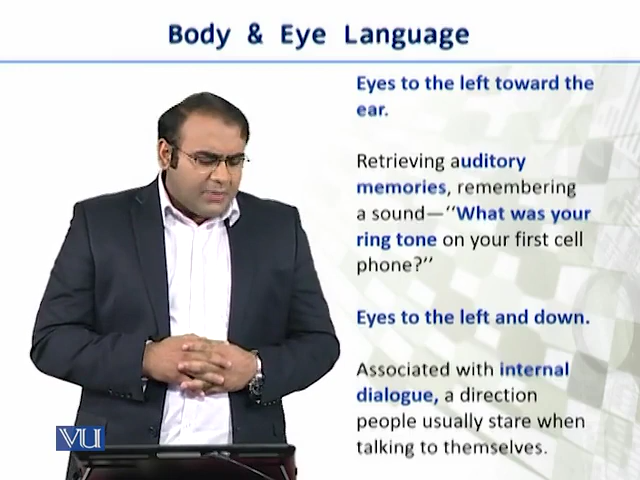 Body & Eye Language
Eyes to the left toward the
ear.
Retrieving auditory
memories, remembering
a sound—‘‘What was your
ring tone on your first cell
phone?’’
Eyes to the left and down.
Associated with internal
dialogue, a direction
people usually stare when
talking to themselves.
VU